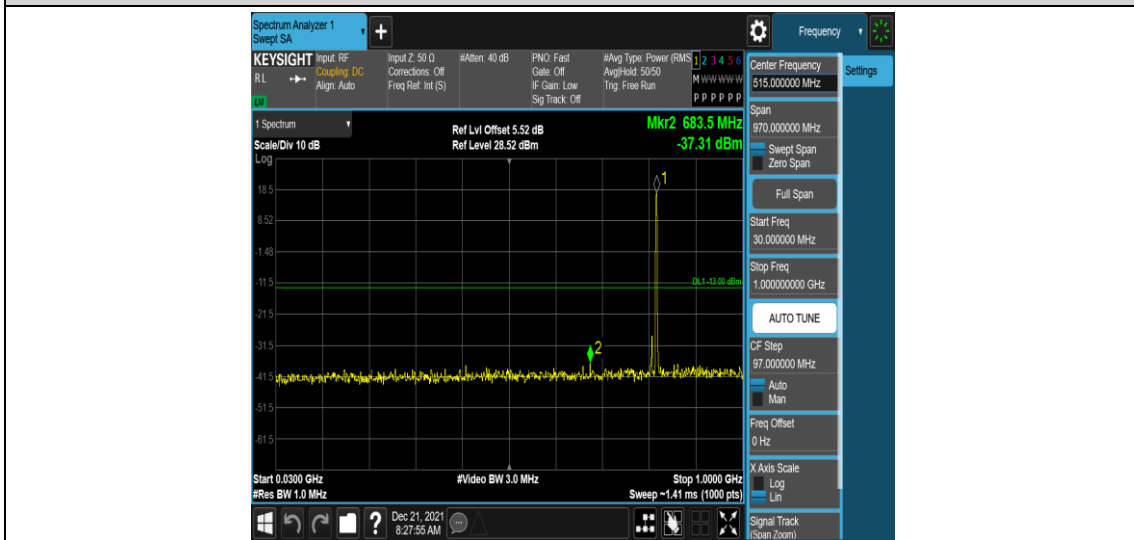 Spectrum Analyzer 1
Swept SA
+
Frequency
KEYSIGHT
RL
Input: RF
Coupling: DC
Align: Auto
Input Z: 50 Ω
Corrections: Off
Freq Ref: Int (S)
#Atten: 40 dB
PNO: Fast
Gate: Off
IF Gain: Low
Sig Track: Off
#Avg Type: Power (RMS
Avg|Hold: 50/50
Trig: Free Run
1 2 3 4 5 6
M W W W W W
P P P P P P
1 Spectrum
Scale/Div 10 dB
Log
Ref Lvl Offset 5.52 dB
Ref Level 28.52 dBm
Mkr2 683.5 MHz
-37.31 dBm
1
18.5
8.52
-1.48
-11.5
DL1 -13.00 dBm
-21.5
-31.5
2
-41.5
-51.5
-61.5
Start 0.0300 GHz
#Video BW 3.0 MHz
Stop 1.0000 GHz
#Res BW 1.0 MHz
Sweep ~1.41 ms (1000 pts)
?
Dec 21, 2021
8:27:55 AM
Center Frequency
515.000000 MHz
Settings
Span
970.000000 MHz
Swept Span
Zero Span
Full Span
Start Freq
30.000000 MHz
Stop Freq
1.000000000 GHz
AUTO TUNE
CF Step
97.000000 MHz
Auto
Man
Freq Offset
0 Hz
X Axis Scale
Log
Lin
Signal Track
(Span Zoom)